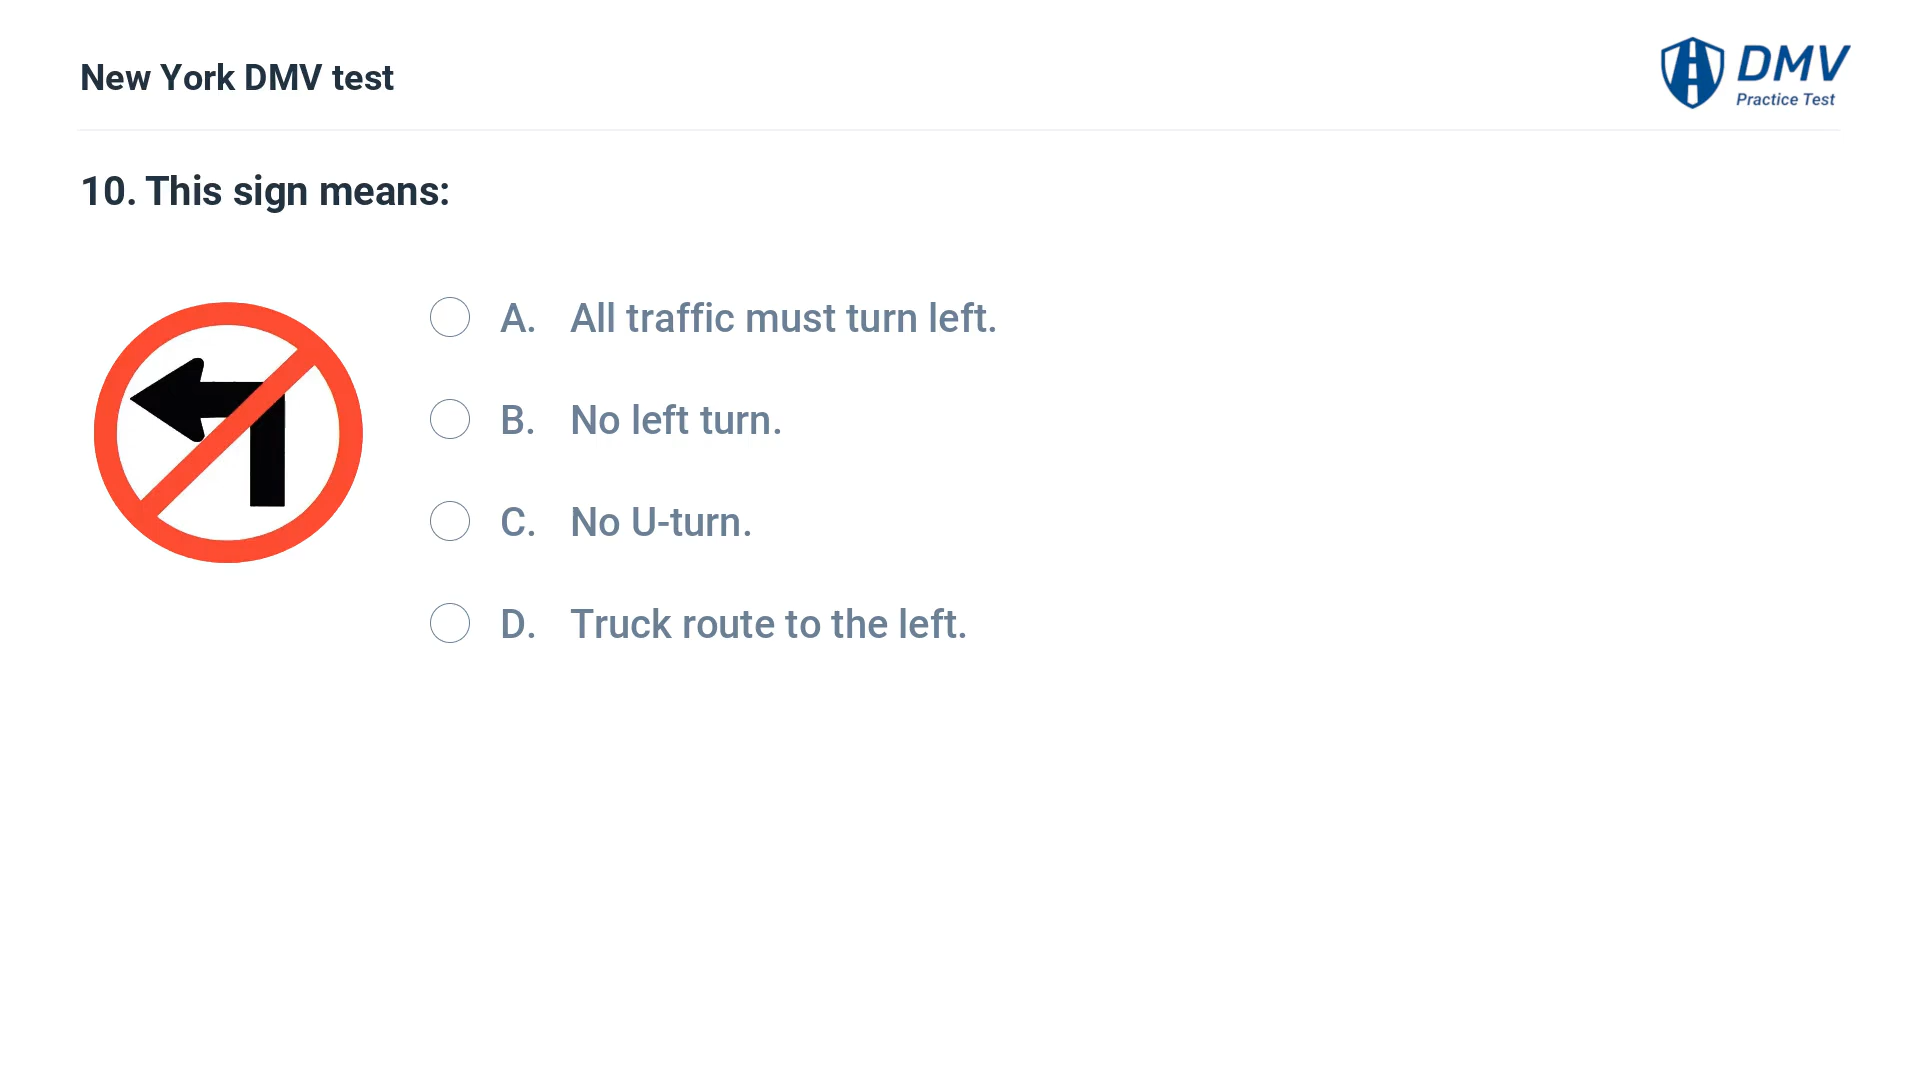 New York DMV test
DMV
Practice Test
10. This sign means:
A. All traffic must turn left.
B. No left turn.
C. No U-turn.
D. Truck route to the left.